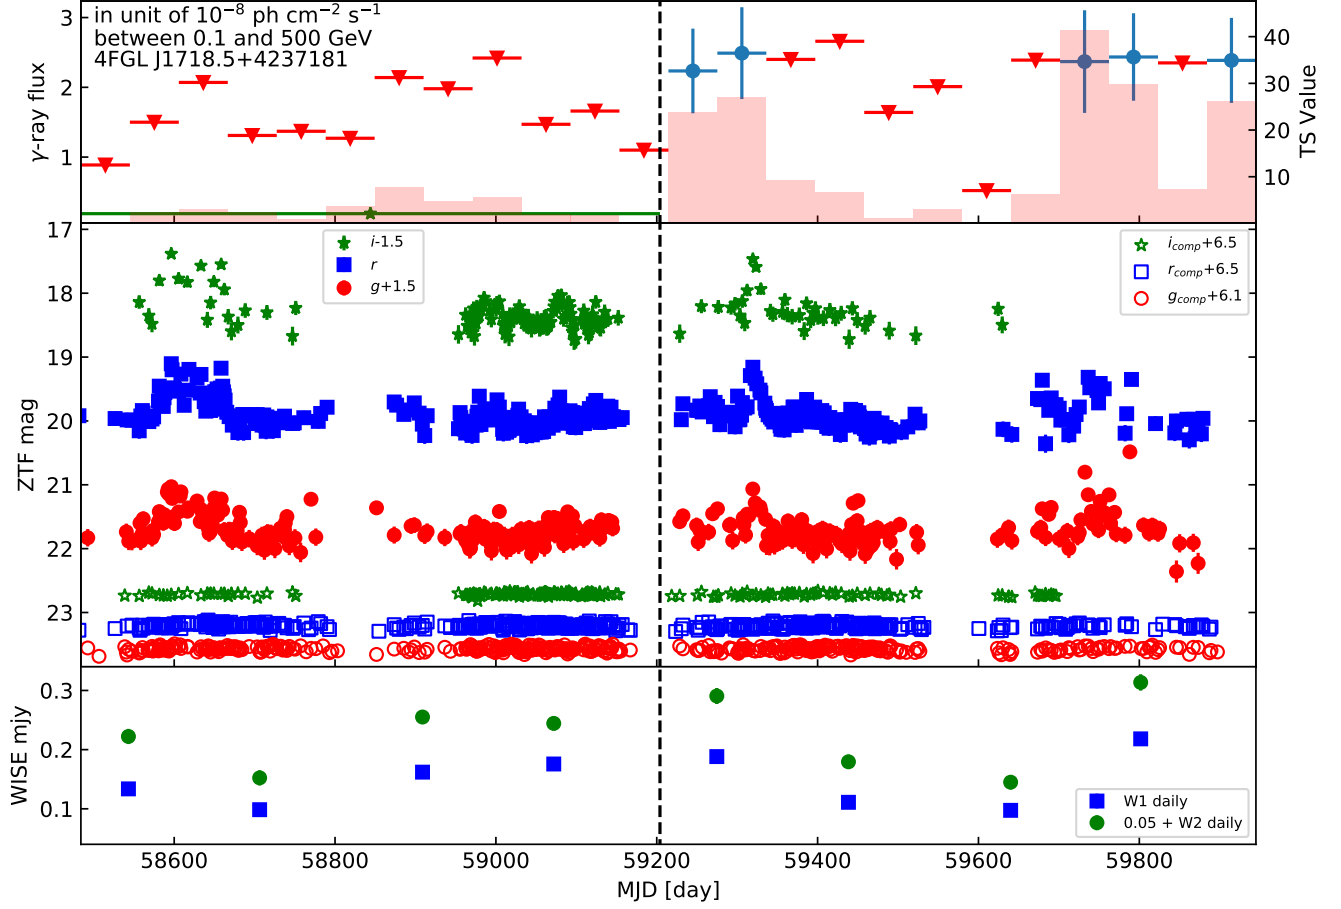 in unit of 10⁻⁸ ph cm⁻² s⁻¹
between 0.1 and 500 GeV
4FGL J1718.5+4237181
γ-ray flux
3
2
1
TS Value
40
30
20
10
ZTF mag
17
18
19
20
21
22
23
i-1.5
r
g+1.5
i_comp+6.5
r_comp+6.5
g_comp+6.1
WISE mjy
0.3
0.2
0.1
W1 daily
0.05 + W2 daily
58600 58800 59000 59200 59400 59600 59800
MJD [day]